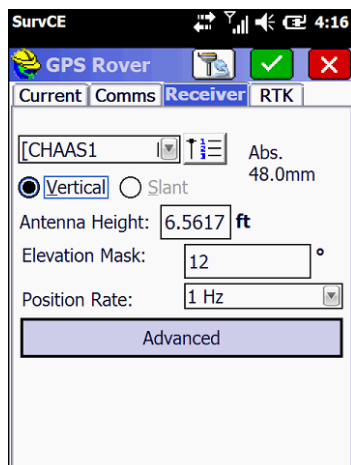 SurvCE 4:16
GPS Rover
Current Comms Receiver RTK
[CHAAS1
Abs.
48.0mm
Vertical Slant
Antenna Height: 6.5617 ft
Elevation Mask: 12 °
Position Rate: 1 Hz
Advanced